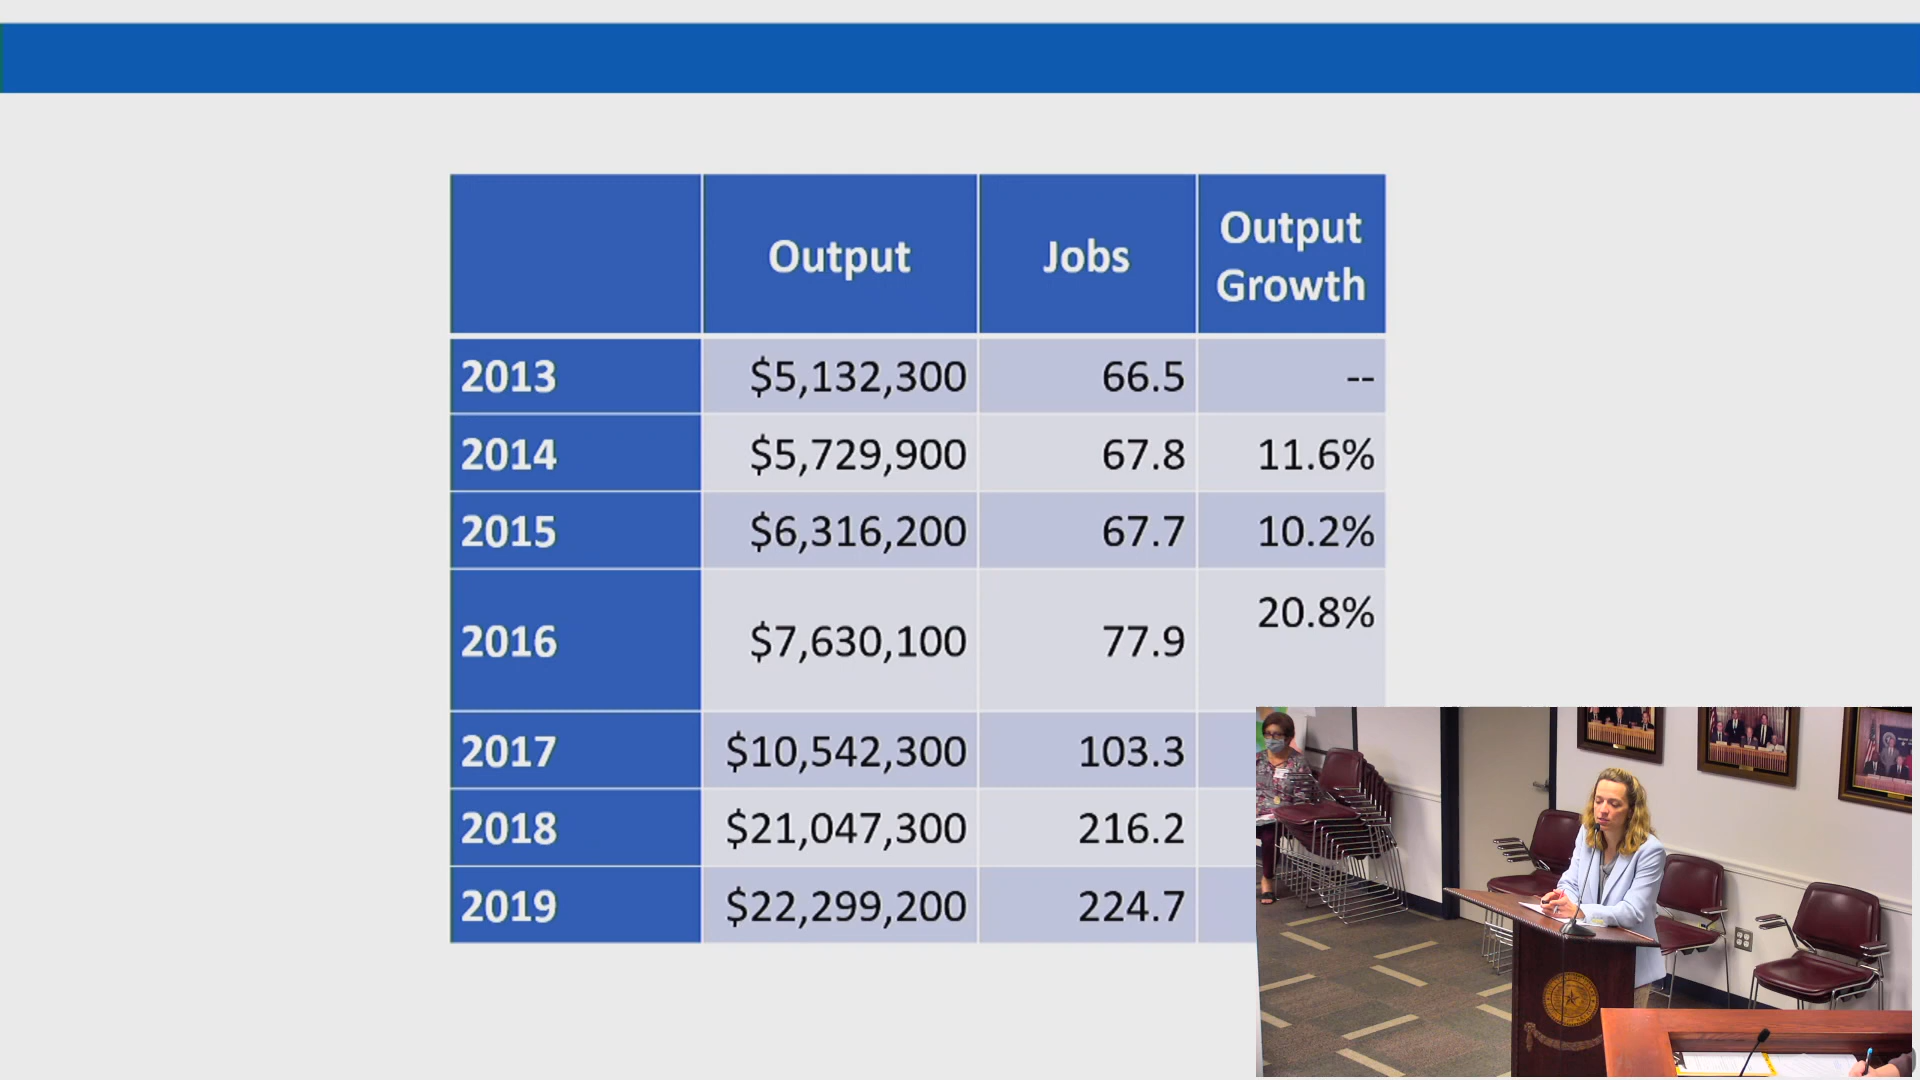 Output Jobs Output
Growth
2013 $5,132,300 66.5 --
2014 $5,729,900 67.8 11.6%
2015 $6,316,200 67.7 10.2%
2016 $7,630,100 77.9 20.8%
2017 $10,542,300 103.3
2018 $21,047,300 216.2
2019 $22,299,200 224.7